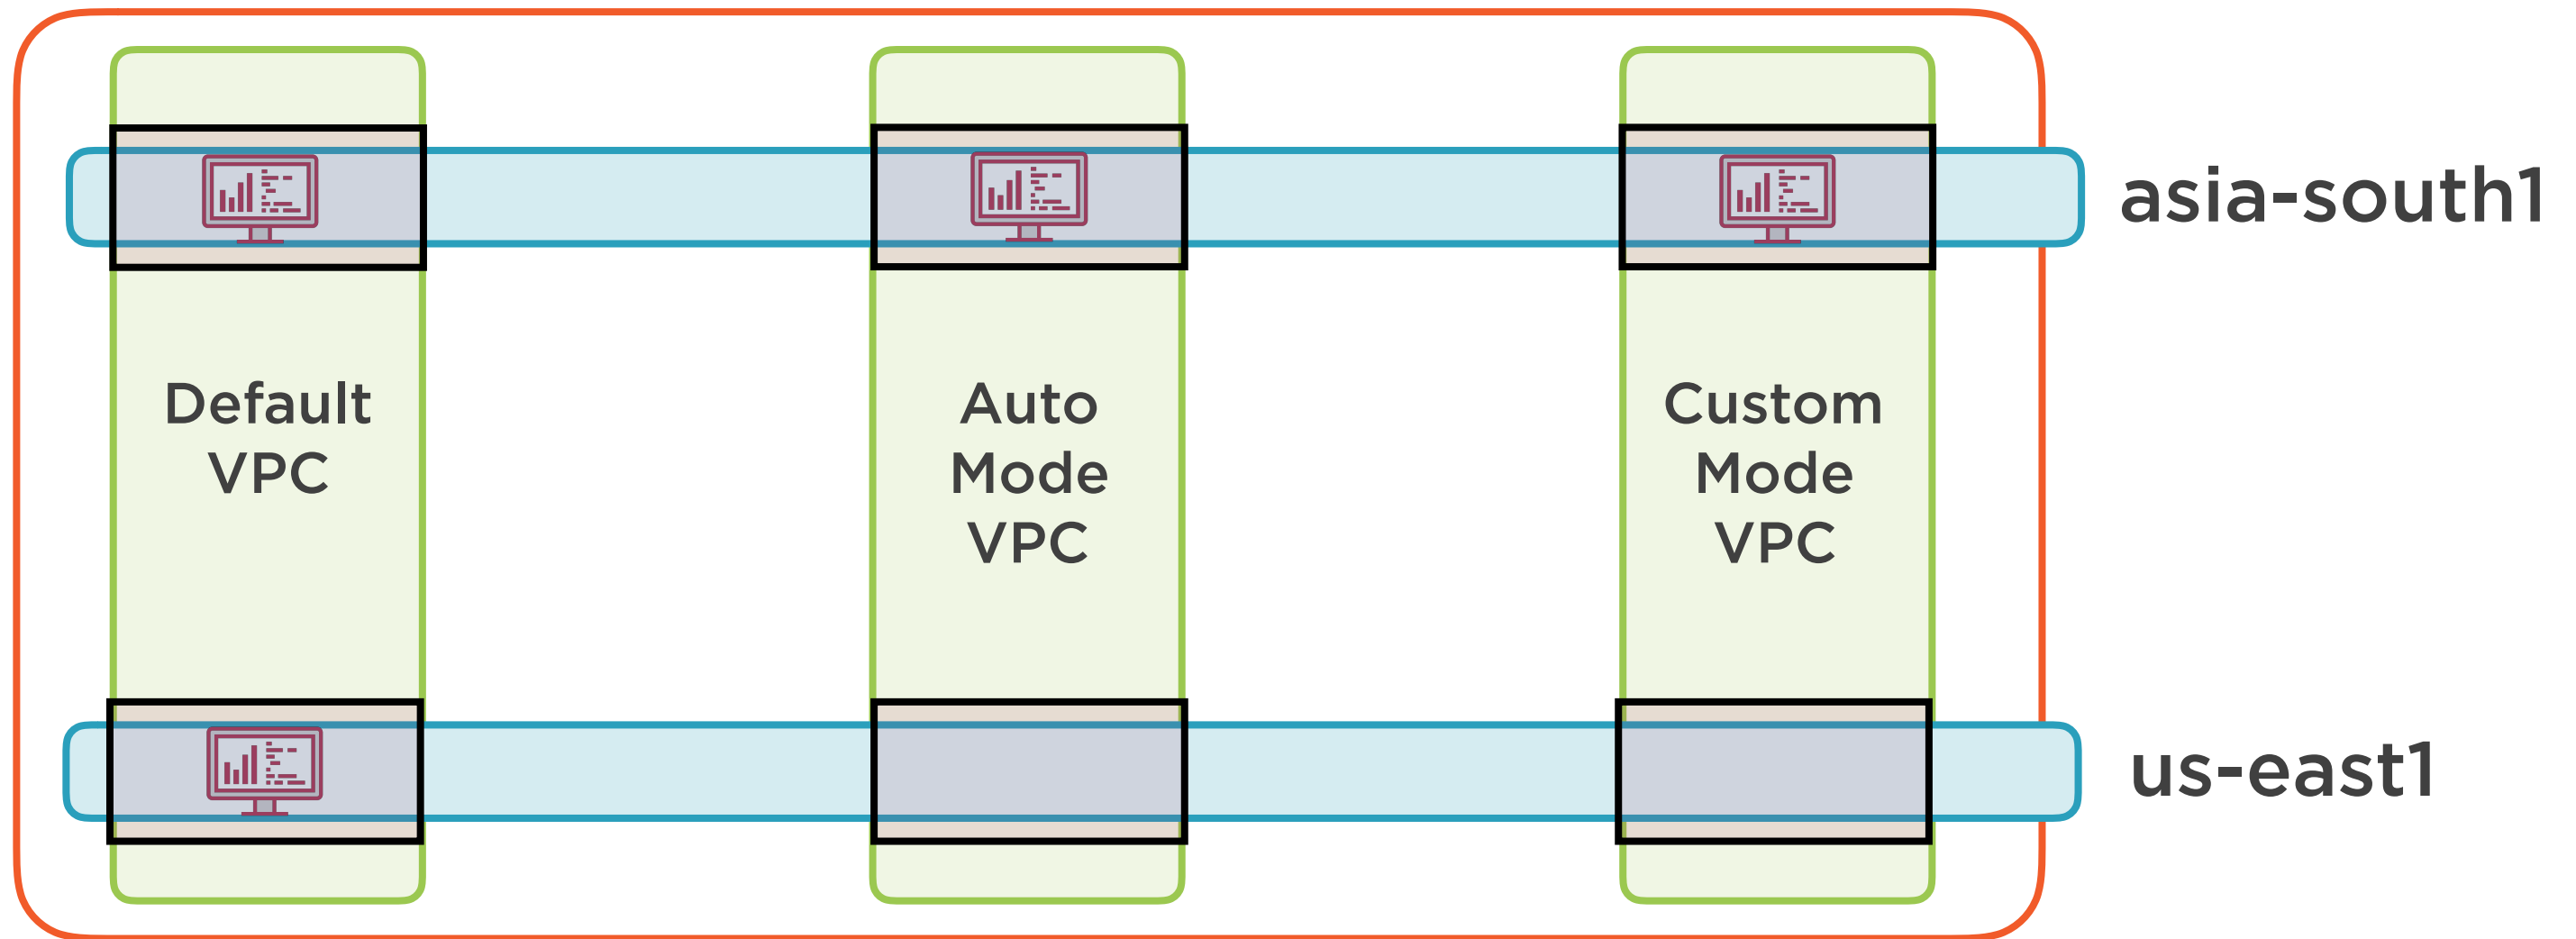 asia-south1
Default
VPC
Auto
Mode
VPC
Custom
Mode
VPC
us-east1